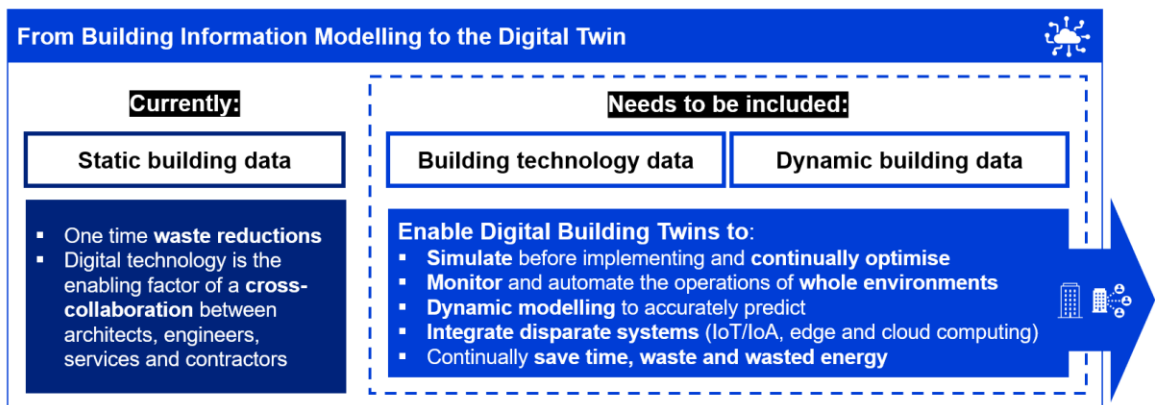 From Building Information Modelling to the Digital Twin
Currently:
Static building data
▪ One time waste reductions
▪ Digital technology is the
enabling factor of a cross-
collaboration between
architects, engineers,
services and contractors
Needs to be included:
Building technology data
Dynamic building data
Enable Digital Building Twins to:
▪ Simulate before implementing and continually optimise
▪ Monitor and automate the operations of whole environments
▪ Dynamic modelling to accurately predict
▪ Integrate disparate systems (IoT/IoA, edge and cloud computing)
▪ Continually save time, waste and wasted energy